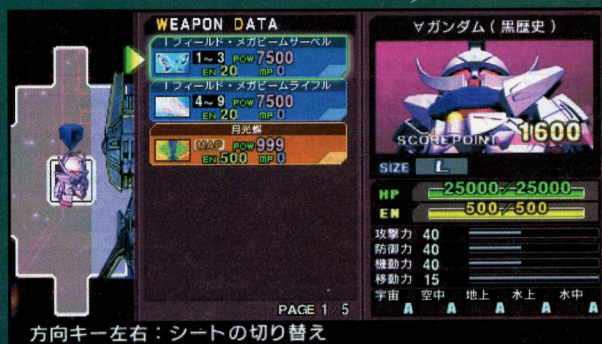 WEAPON DATA
Iフィールド・メガビームサーベル
1～3 POW 7500
EN 20 MP 0
Iフィールド・メガビームライフル
4～9 POW 7500
EN 20 MP 0
月光蝶
MAP POW 999
EN 500 MP 0
PAGE 1/5
∀ガンダム(黒歴史)
SCORE POINT 1600
SIZE L
HP 25000/25000
EN 500/500
攻撃力 40
防御力 40
機動力 40
移動力 15
宇宙 空中 地上 水上 水中
A A A A A
方向キー左右：シートの切り替え